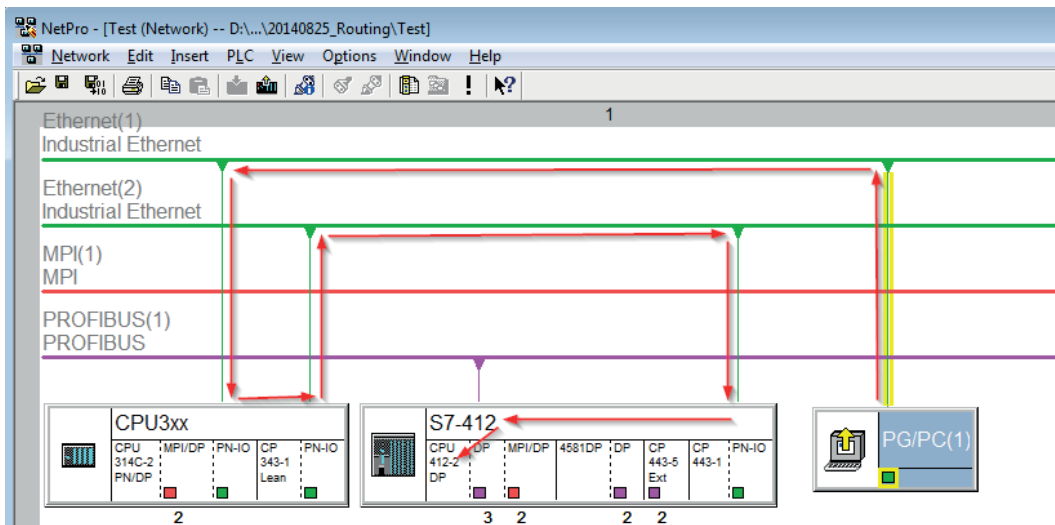 NetPro - [Test (Network) -- D:\...\20140825_Routing\Test]
Network Edit Insert PLC View Options Window Help
1
Ethernet(1)
Industrial Ethernet
Ethernet(2)
Industrial Ethernet
MPI(1)
MPI
PROFIBUS(1)
PROFIBUS
CPU3xx
CPU 314C-2 PN/DP
MPI/DP
PN-IO
CP 343-1 Lean
PN-IO
2
S7-412
CPU 412-2 DP
DP
MPI/DP
4581DP
DP
CP 443-5 Ext
CP 443-1
PN-IO
3 2 2 2
PG/PC(1)